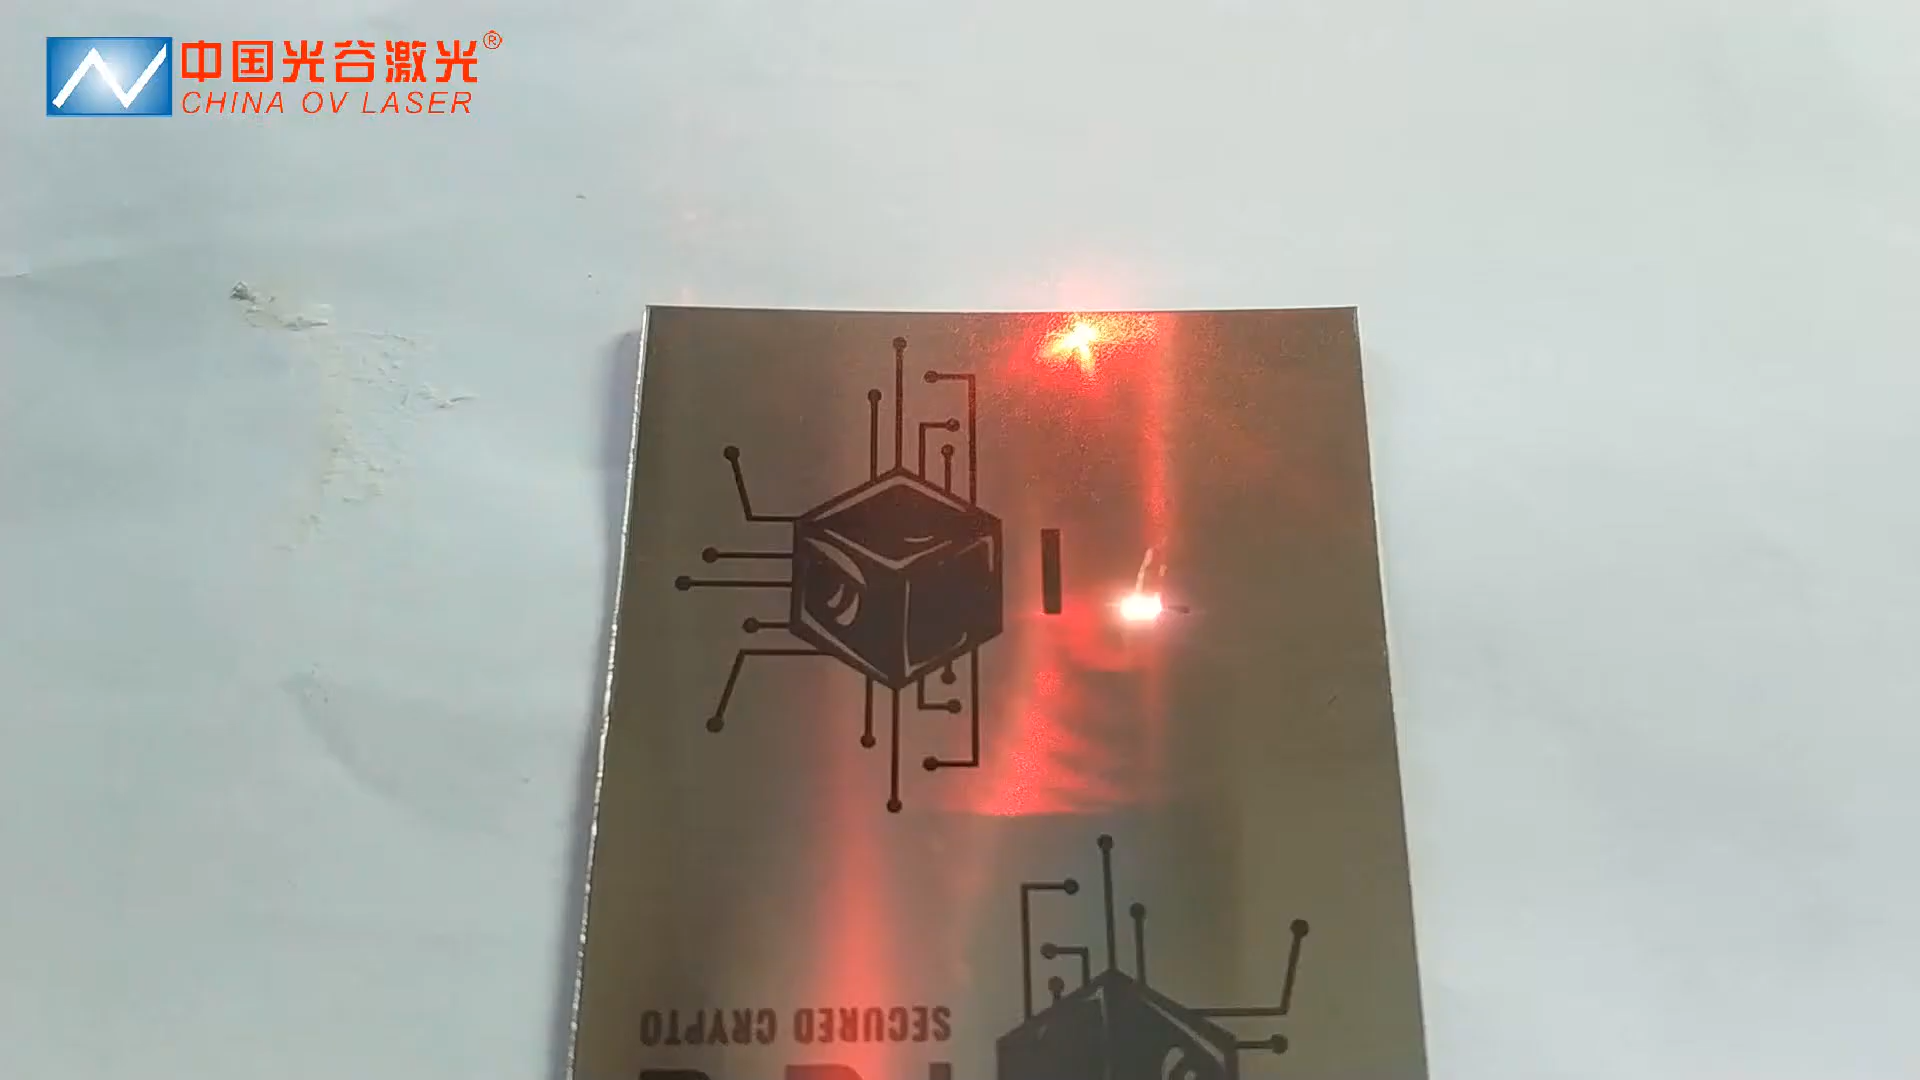 中国光谷激光®
CHINA OV LASER
SECURED CRYPTO